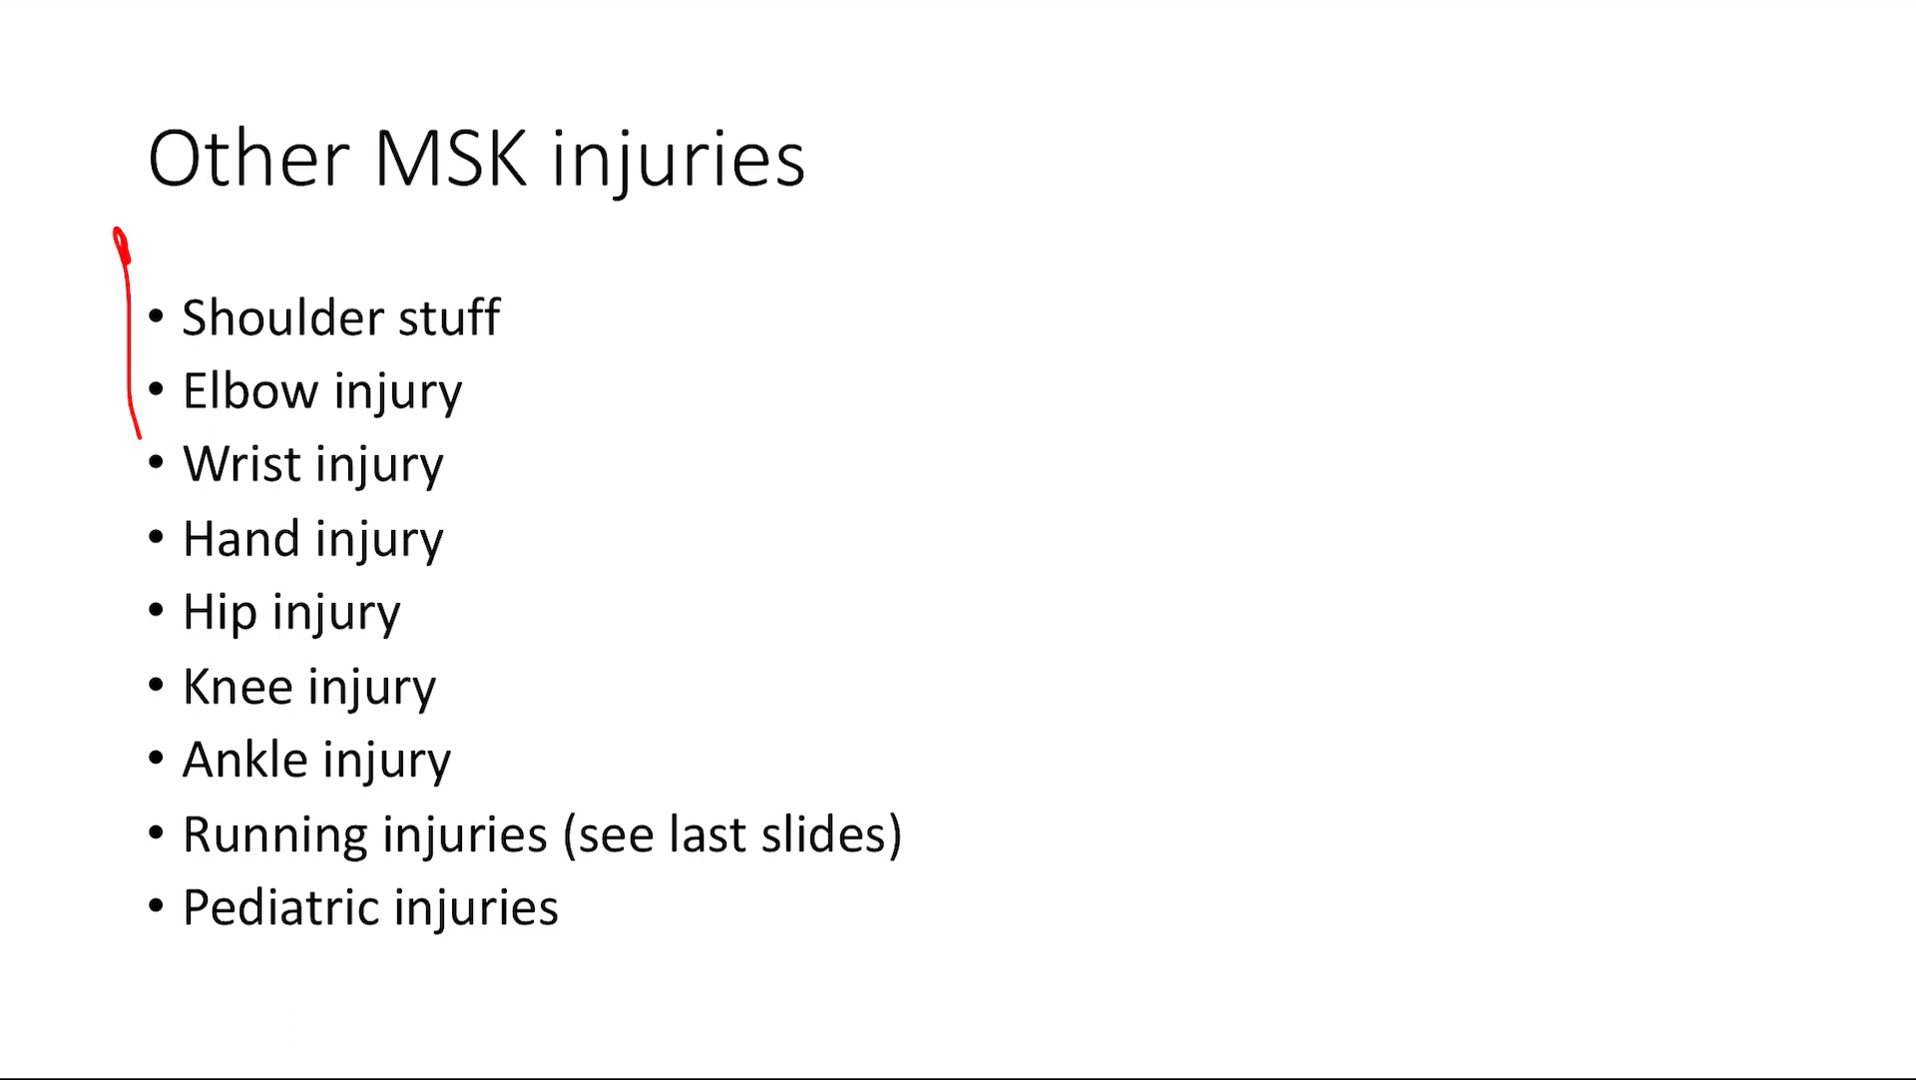 Other MSK injuries
• Shoulder stuff
• Elbow injury
• Wrist injury
• Hand injury
• Hip injury
• Knee injury
• Ankle injury
• Running injuries (see last slides)
• Pediatric injuries